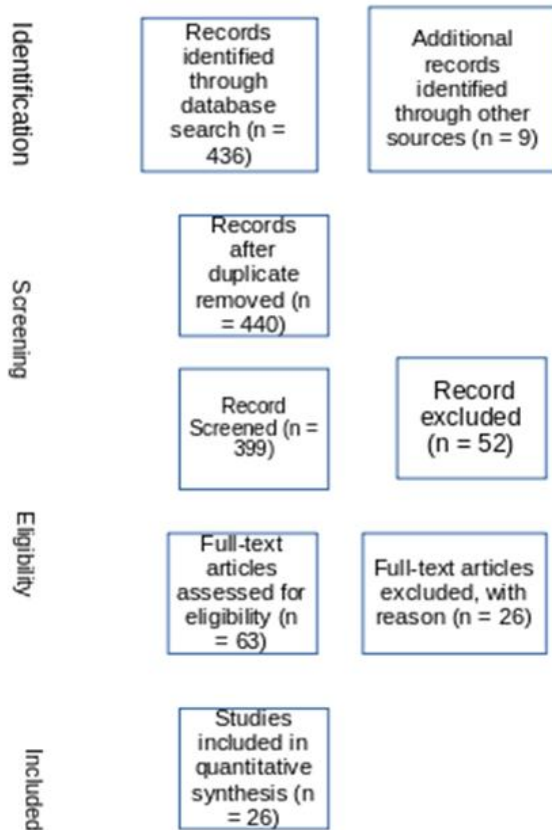 Identification
Records
identified
through
database
search (n =
436)
Additional
records
identified
through other
sources (n = 9)
Screening
Records
after
duplicate
removed (n
= 440)
Record
Screened (n =
399)
Record
excluded
(n = 52)
Eligibility
Full-text
articles
assessed for
eligibility (n
= 63)
Full-text articles
excluded, with
reason (n = 26)
Included
Studies
included in
quantitative
synthesis (n
= 26)